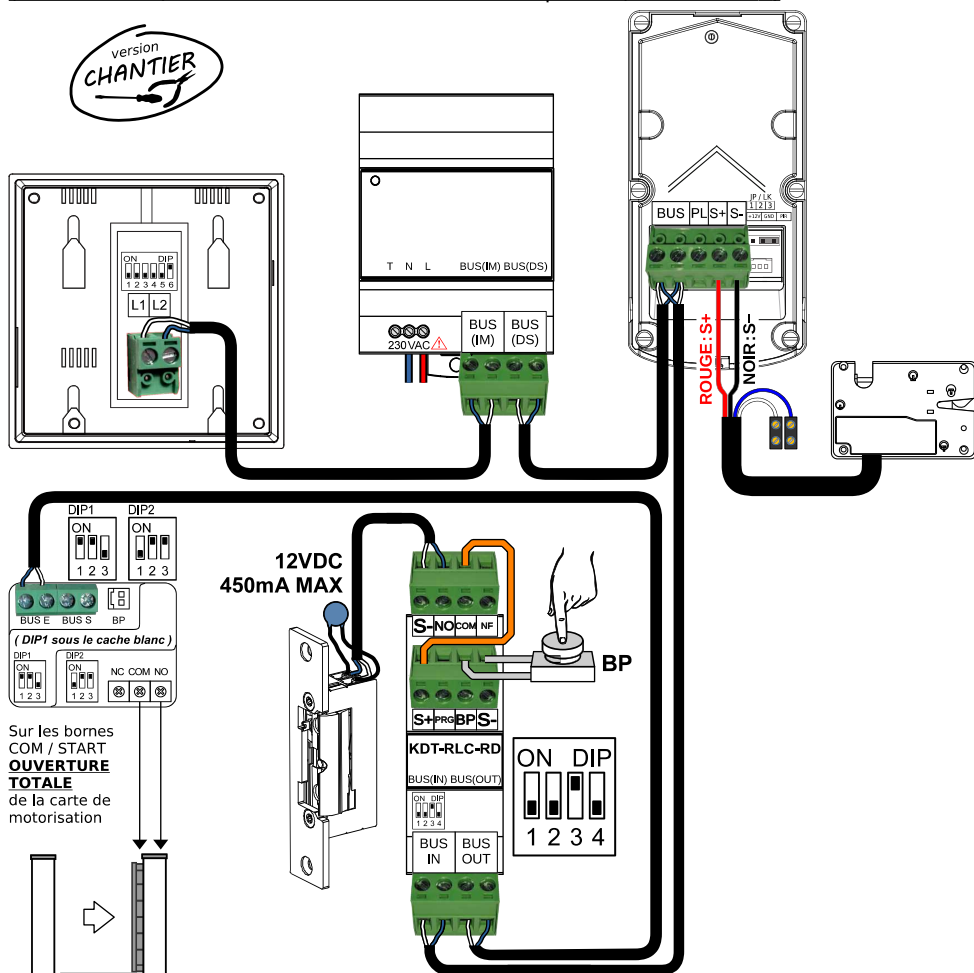 version
CHANTIER
ON DIP
1 2 3 4 5 6
L1 L2
T N L BUS(IM) BUS(DS)
230VAC
BUS (IM)
BUS (DS)
JP / LK
1 2 3
+12V GND PIR
BUS PL S+ S-
ROUGE: S+
NOIR: S-
DIP1
ON
1 2 3
DIP2
ON
1 2 3
BUS E BUS S BP
( DIP1 sous le cache blanc )
DIP1
ON
1 2 3
DIP2
ON
1 2 3
NC COM NO
Sur les bornes
COM / START
OUVERTURE
TOTALE
de la carte de
motorisation
12VDC
450mA MAX
S- NO COM NF
BP
S+ PRG BP S-
KDT-RLC-RD
BUS(IN) BUS(OUT)
ON DIP
1 2 3 4
BUS IN
BUS OUT
ON DIP
1 2 3 4